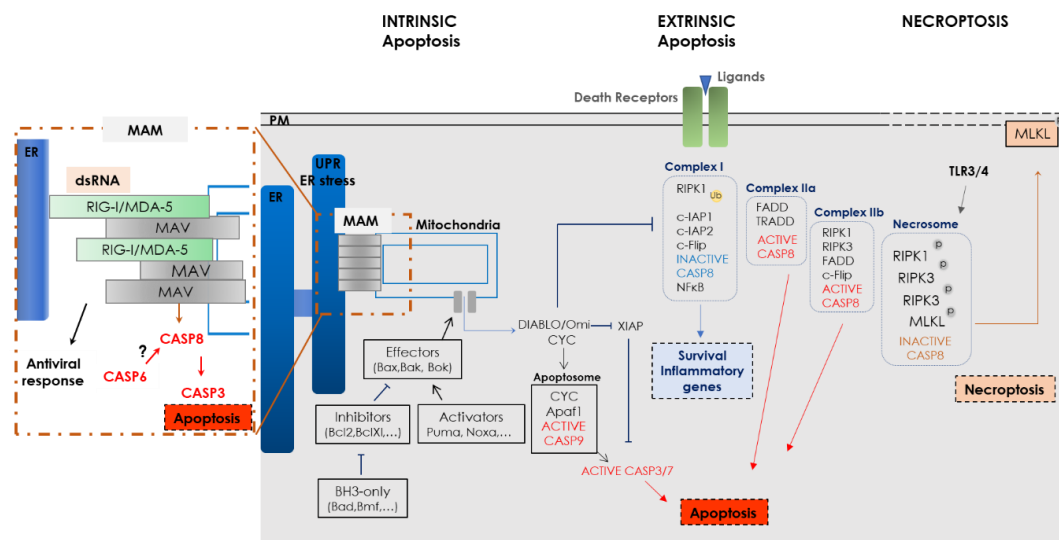 INTRINSIC
Apoptosis
EXTRINSIC
Apoptosis
NECROPTOSIS
Ligands
Death Receptors
PM
MLKL
MAM
ER
dsRNA
RIG-I/MDA-5
MAV
RIG-I/MDA-5
MAV
MAV
Antiviral
response
?
CASP8
CASP6
CASP3
Apoptosis
UPR
ER stress
ER
MAM
Mitochondria
Effectors
(Bax,Bak, Bok)
Inhibitors
(Bcl2,BclXl,…)
Activators
Puma, Noxa,…
BH3-only
(Bad,Bmf,…)
DIABLO/Omi
CYC
XIAP
Apoptosome
CYC
Apaf1
ACTIVE
CASP9
ACTIVE CASP3/7
Apoptosis
Complex I
RIPK1
Ub
c-IAP1
c-IAP2
c-Flip
INACTIVE
CASP8
NFκB
Survival
Inflammatory
genes
Complex IIa
FADD
TRADD
ACTIVE
CASP8
Complex IIb
RIPK1
RIPK3
FADD
c-Flip
ACTIVE
CASP8
TLR3/4
Necrosome
RIPK1
p
RIPK3
p
RIPK3
p
MLKL
p
INACTIVE
CASP8
Necroptosis